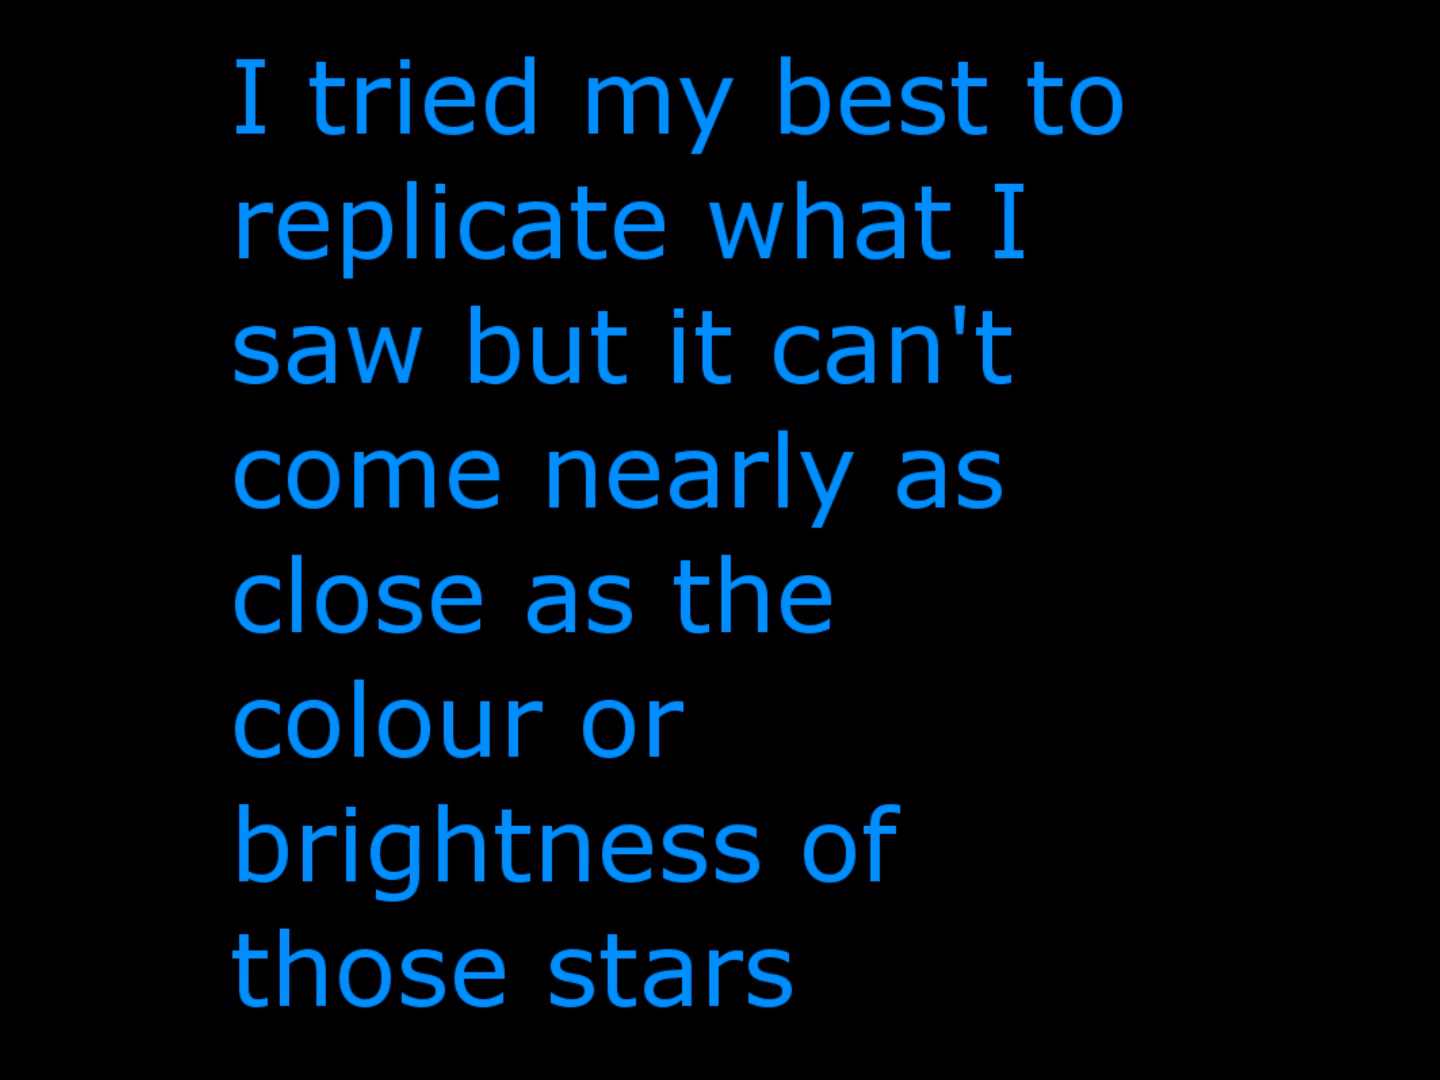 I tried my best to
replicate what I
saw but it can't
come nearly as
close as the
colour or
brightness of
those stars